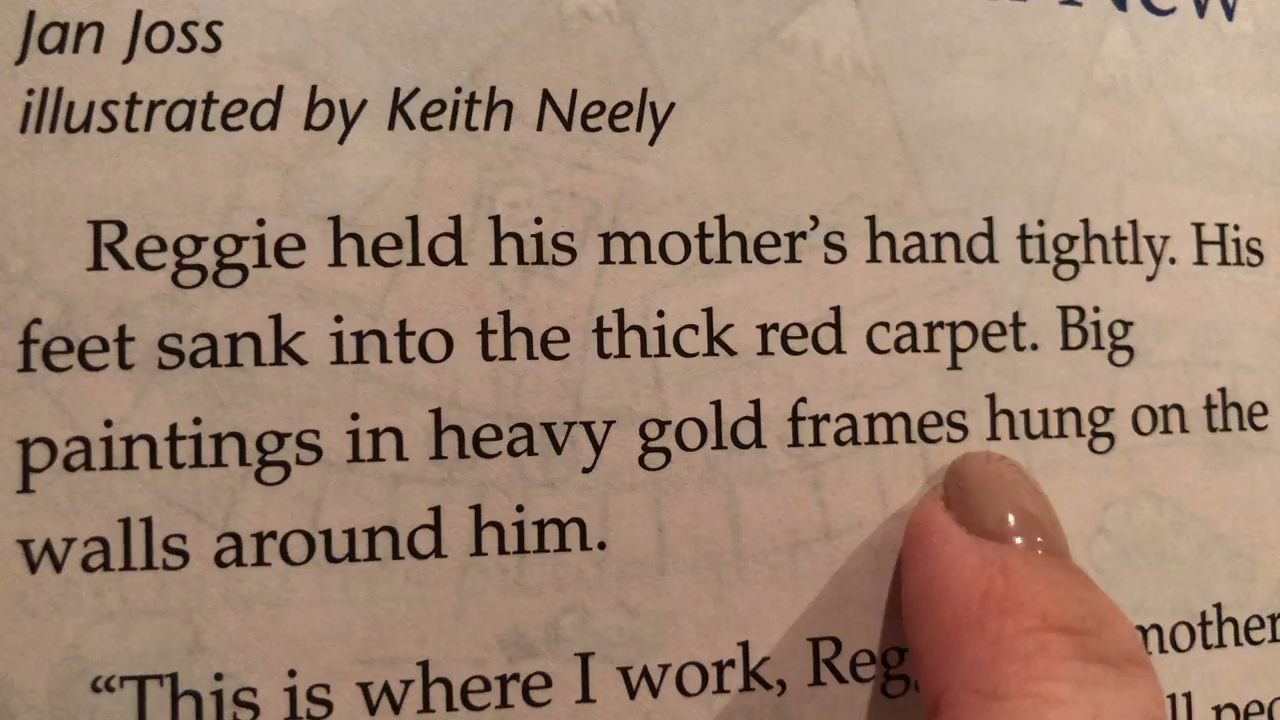 New
Jan Joss
illustrated by Keith Neely
Reggie held his mother's hand tightly. His
feet sank into the thick red carpet. Big
paintings in heavy gold frames hung on the
walls around him.
“This is where I work, mother